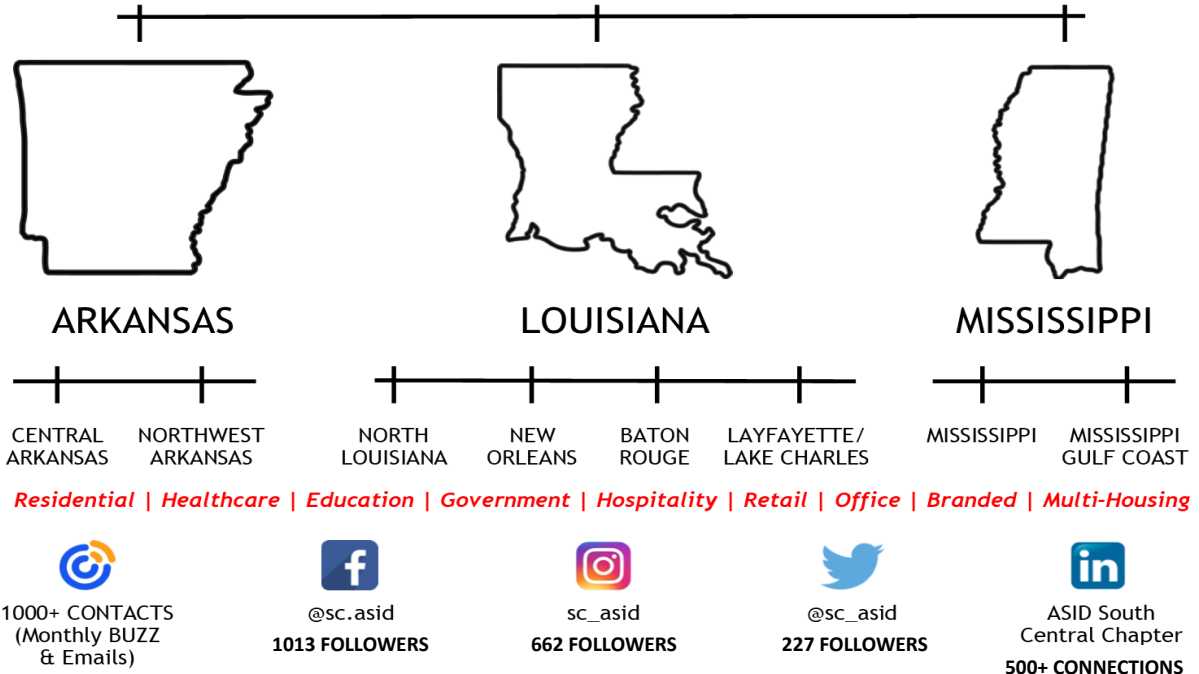 ARKANSAS
LOUISIANA
MISSISSIPPI
CENTRAL
ARKANSAS
NORTHWEST
ARKANSAS
NORTH
LOUISIANA
NEW
ORLEANS
BATON
ROUGE
LAYFAYETTE/
LAKE CHARLES
MISSISSIPPI
MISSISSIPPI
GULF COAST
Residential | Healthcare | Education | Government | Hospitality | Retail | Office | Branded | Multi-Housing
1000+ CONTACTS
(Monthly BUZZ
& Emails)
f
@sc.asid
1013 FOLLOWERS
sc_asid
662 FOLLOWERS
@sc_asid
227 FOLLOWERS
in
ASID South
Central Chapter
500+ CONNECTIONS